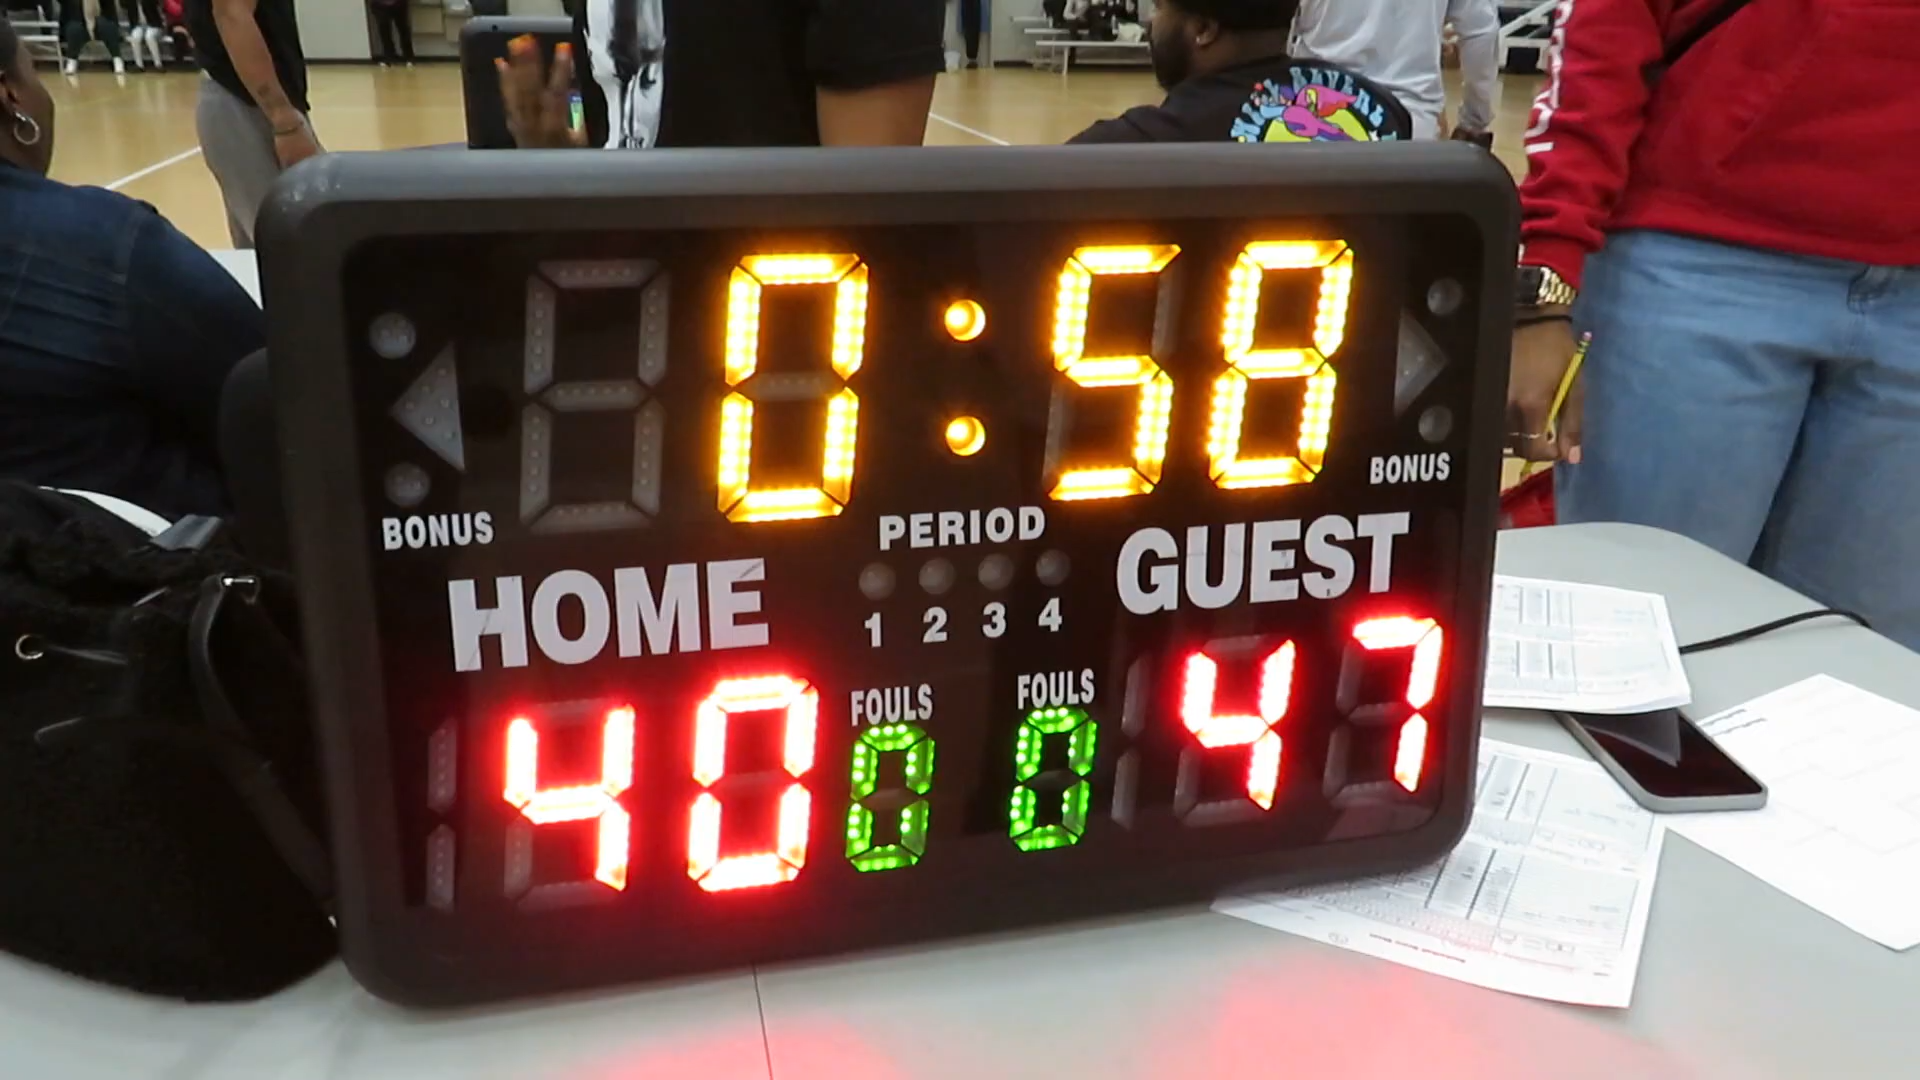 0:58
BONUS
BONUS
PERIOD
HOME
GUEST
1 2 3 4
FOULS
FOULS
40
0
0
47